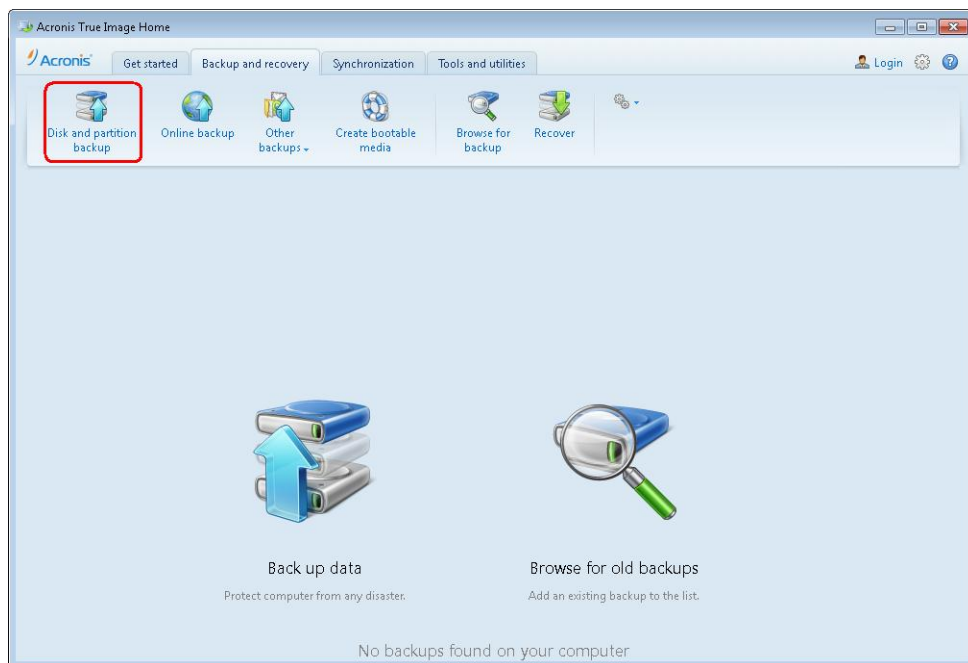 Acronis True Image Home
Acronis
Get started
Backup and recovery
Synchronization
Tools and utilities
Login
Disk and partition
backup
Online backup
Other
backups
Create bootable
media
Browse for
backup
Recover
Back up data
Protect computer from any disaster.
Browse for old backups
Add an existing backup to the list.
No backups found on your computer